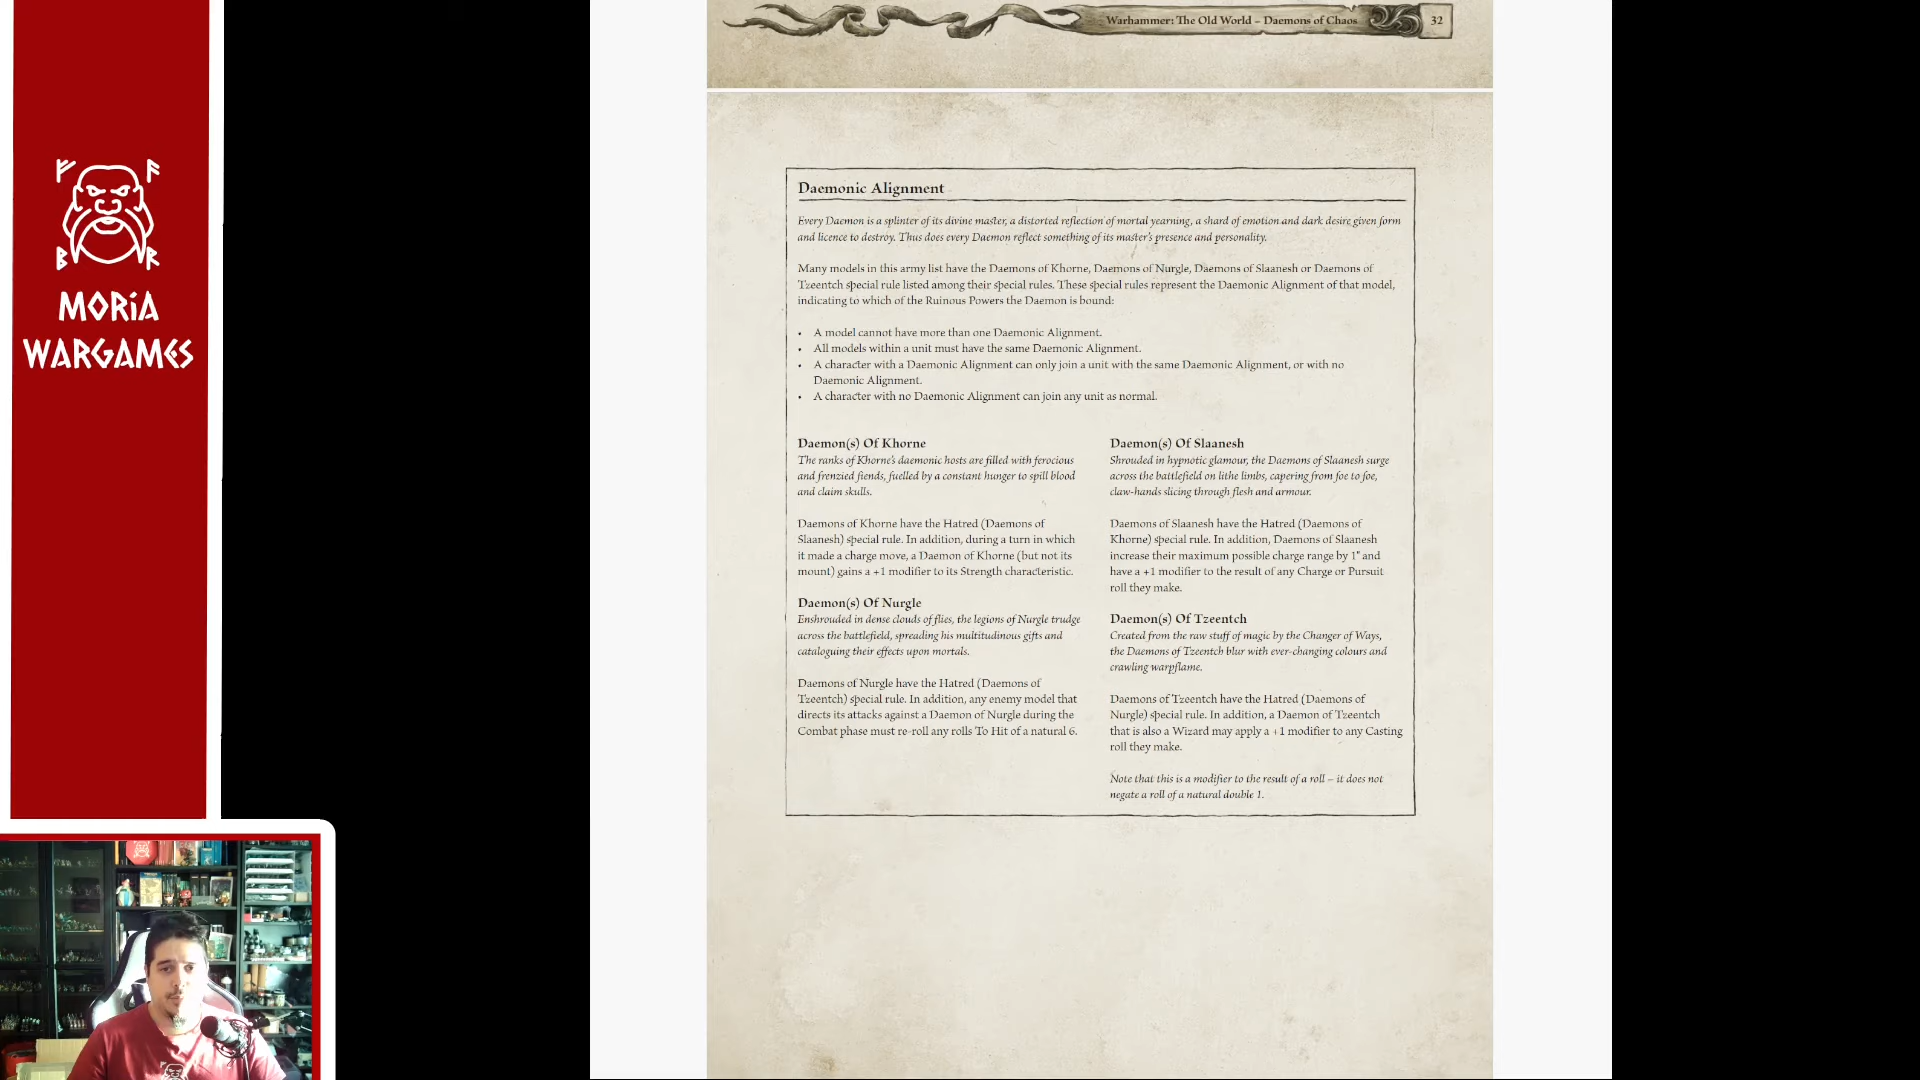 Warhammer: The Old World – Daemons of Chaos
32
MORiA
WARGAMES
Daemonic Alignment
Every Daemon is a splinter of its divine master, a distorted reflection of mortal yearning, a shard of emotion and dark desire given form
and licence to destroy. Thus does every Daemon reflect something of its master's presence and personality.
Many models in this army list have the Daemons of Khorne, Daemons of Nurgle, Daemons of Slaanesh or Daemons of
Tzeentch special rule listed among their special rules. These special rules represent the Daemonic Alignment of that model,
indicating to which of the Ruinous Powers the Daemon is bound:
• A model cannot have more than one Daemonic Alignment.
• All models within a unit must have the same Daemonic Alignment.
• A character with a Daemonic Alignment can only join a unit with the same Daemonic Alignment, or with no
Daemonic Alignment.
• A character with no Daemonic Alignment can join any unit as normal.
Daemon(s) Of Khorne
The ranks of Khorne's daemonic hosts are filled with ferocious
and frenzied fiends, fuelled by a constant hunger to spill blood
and claim skulls.
Daemons of Khorne have the Hatred (Daemons of
Slaanesh) special rule. In addition, during a turn in which
it made a charge move, a Daemon of Khorne (but not its
mount) gains a +1 modifier to its Strength characteristic.
Daemon(s) Of Nurgle
Enshrouded in dense clouds of flies, the legions of Nurgle trudge
across the battlefield, spreading his multitudinous gifts and
cataloguing their effects upon mortals.
Daemons of Nurgle have the Hatred (Daemons of
Tzeentch) special rule. In addition, any enemy model that
directs its attacks against a Daemon of Nurgle during the
Combat phase must re-roll any rolls To Hit of a natural 6.
Daemon(s) Of Slaanesh
Shrouded in hypnotic glamour, the Daemons of Slaanesh surge
across the battlefield on lithe limbs, capering from foe to foe,
claw-hands slicing through flesh and armour.
Daemons of Slaanesh have the Hatred (Daemons of
Khorne) special rule. In addition, Daemons of Slaanesh
increase their maximum possible charge range by 1" and
have a +1 modifier to the result of any Charge or Pursuit
roll they make.
Daemon(s) Of Tzeentch
Created from the raw stuff of magic by the Changer of Ways,
the Daemons of Tzeentch blur with ever-changing colours and
crawling warpflame.
Daemons of Tzeentch have the Hatred (Daemons of
Nurgle) special rule. In addition, a Daemon of Tzeentch
that is also a Wizard may apply a +1 modifier to any Casting
roll they make.
Note that this is a modifier to the result of a roll – it does not
negate a roll of a natural double 1.